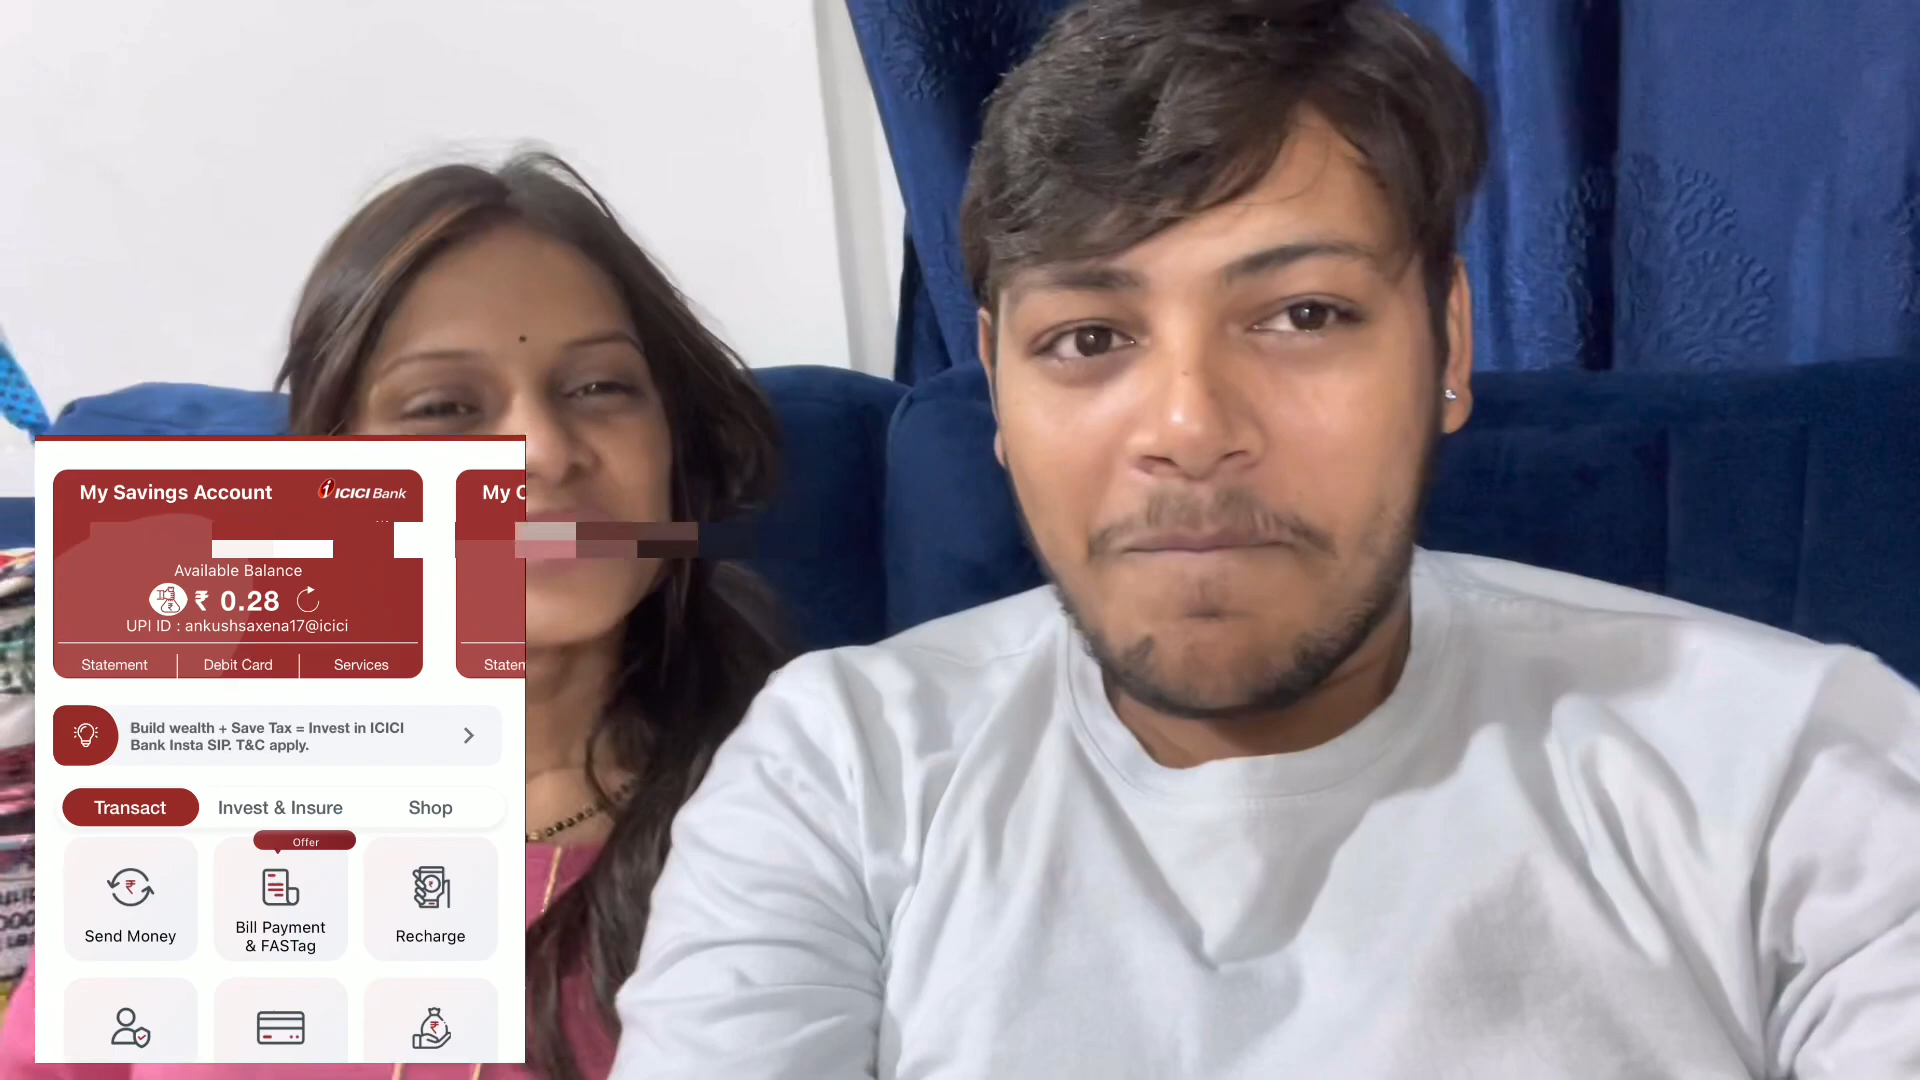 My Savings Account
ICICI Bank
My C
Available Balance
₹ 0.28
UPI ID : ankushsaxena17@icici
Statement
Debit Card
Services
Staten
Build wealth + Save Tax = Invest in ICICI
Bank Insta SIP. T&C apply.
Transact
Invest & Insure
Shop
Offer
Send Money
Bill Payment
& FASTag
Recharge